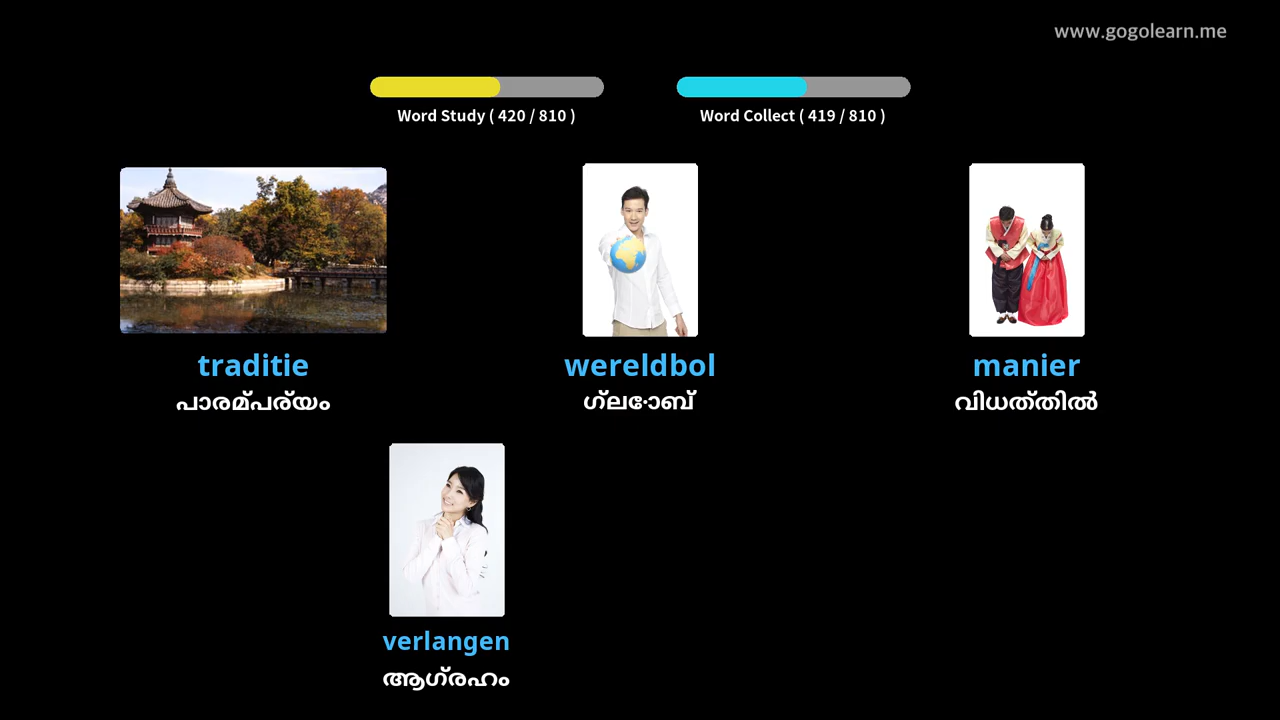 www.gogolearn.me
Word Study ( 420 / 810 )
Word Collect ( 419 / 810 )
traditie
പാരമ്പര്യം
wereldbol
ഗ്ലോബ്
manier
വിധത്തിൽ
verlangen
ആഗ്രഹം